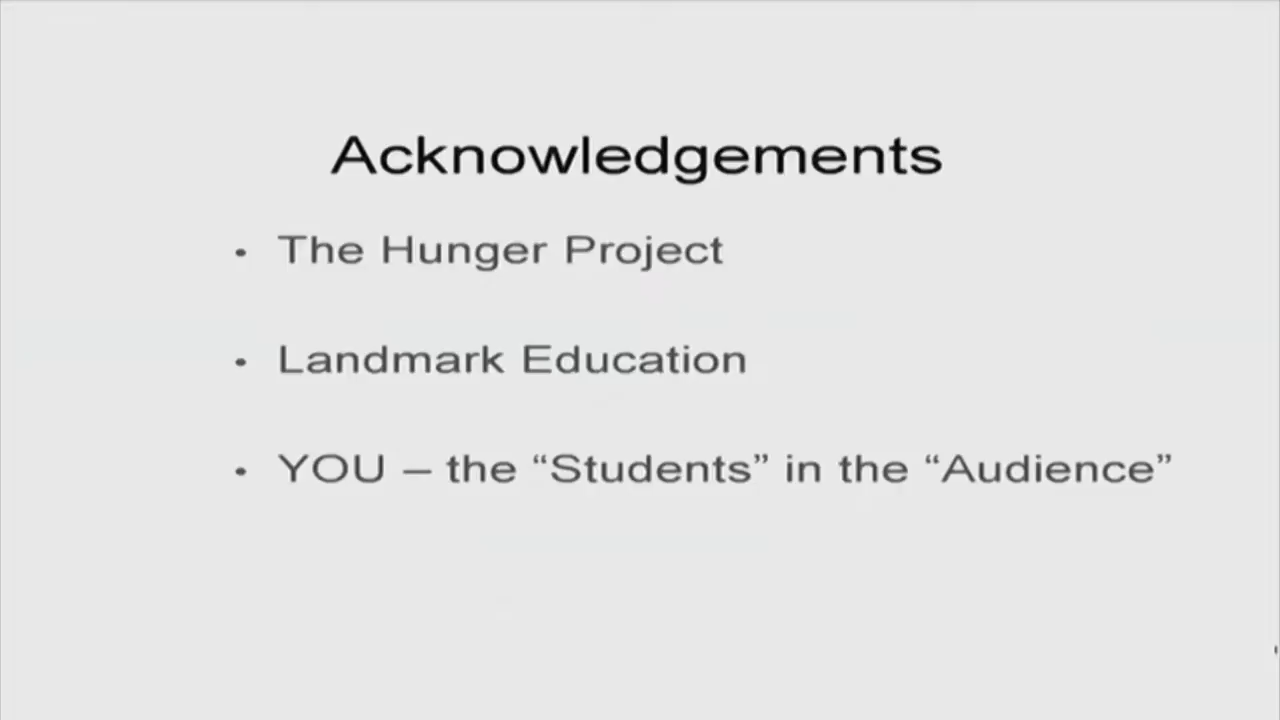 Acknowledgements
• The Hunger Project
• Landmark Education
• YOU – the “Students” in the “Audience”